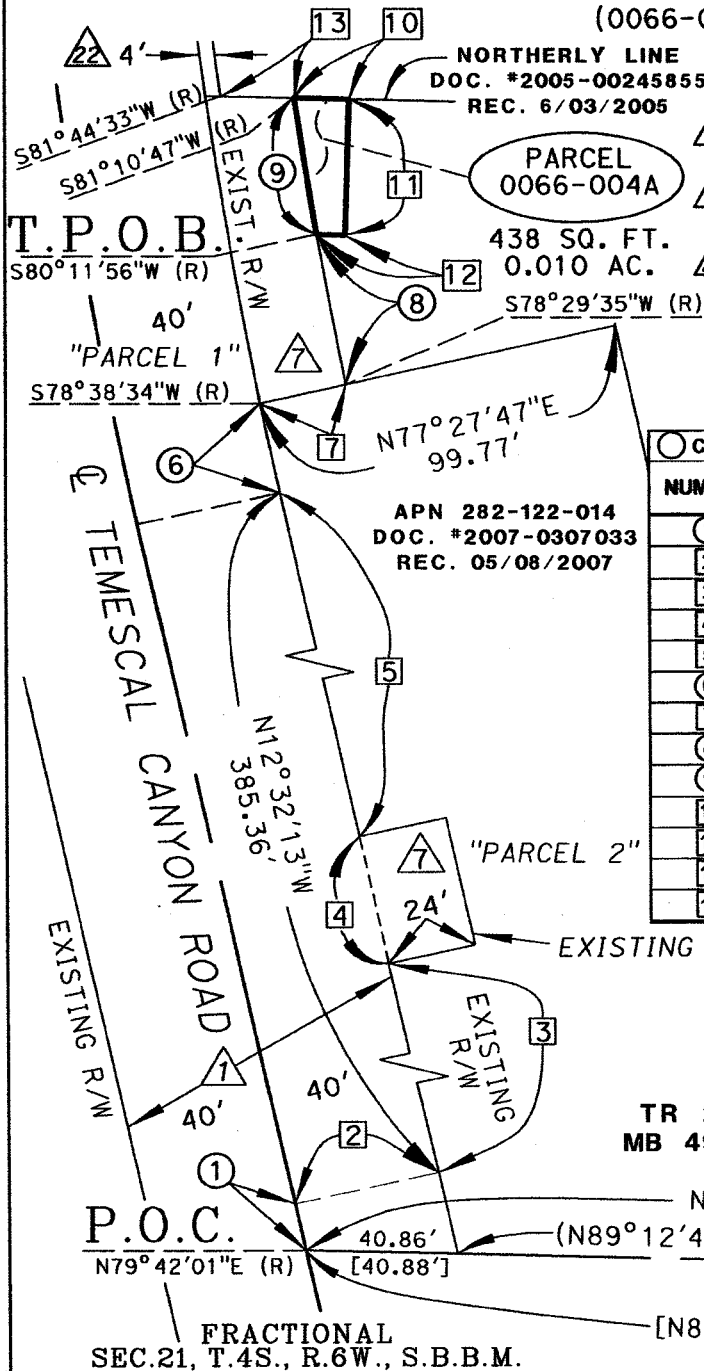 (0066-0
13
10
22
4'
NORTHERLY LINE
DOC. #2005-00245855
REC. 6/03/2005
S81°44'33"W (R)
S81°10'47"W (R)
EXIST. R/W
9
11
PARCEL
0066-004A
T.P.O.B.
S80°11'56"W (R)
438 SQ. FT.
0.010 AC.
12
8
S78°29'35"W (R)
40'
"PARCEL 1"
7
S78°38'34"W (R)
7
N77°27'47"E
99.77'
6
APN 282-122-014
DOC. #2007-0307033
REC. 05/08/2007
NUM
℄ TEMESCAL CANYON ROAD
5
N12°32'13"W
385.36'
7
"PARCEL 2"
24'
4
EXISTING
EXISTING R/W
EXISTING
R/W
3
1
40'
40'
2
TR
MB 49
1
N
P.O.C.
N79°42'01"E (R)
40.86'
[40.88']
(N89°12'4
[N8
FRACTIONAL
SEC.21, T.4S., R.6W., S.B.B.M.